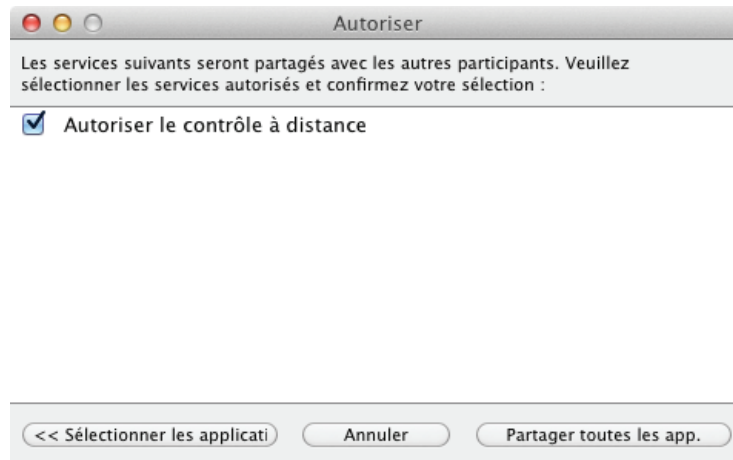 Autoriser
Les services suivants seront partagés avec les autres participants. Veuillez
sélectionner les services autorisés et confirmez votre sélection :
Autoriser le contrôle à distance
<< Sélectionner les applicati
Annuler
Partager toutes les app.